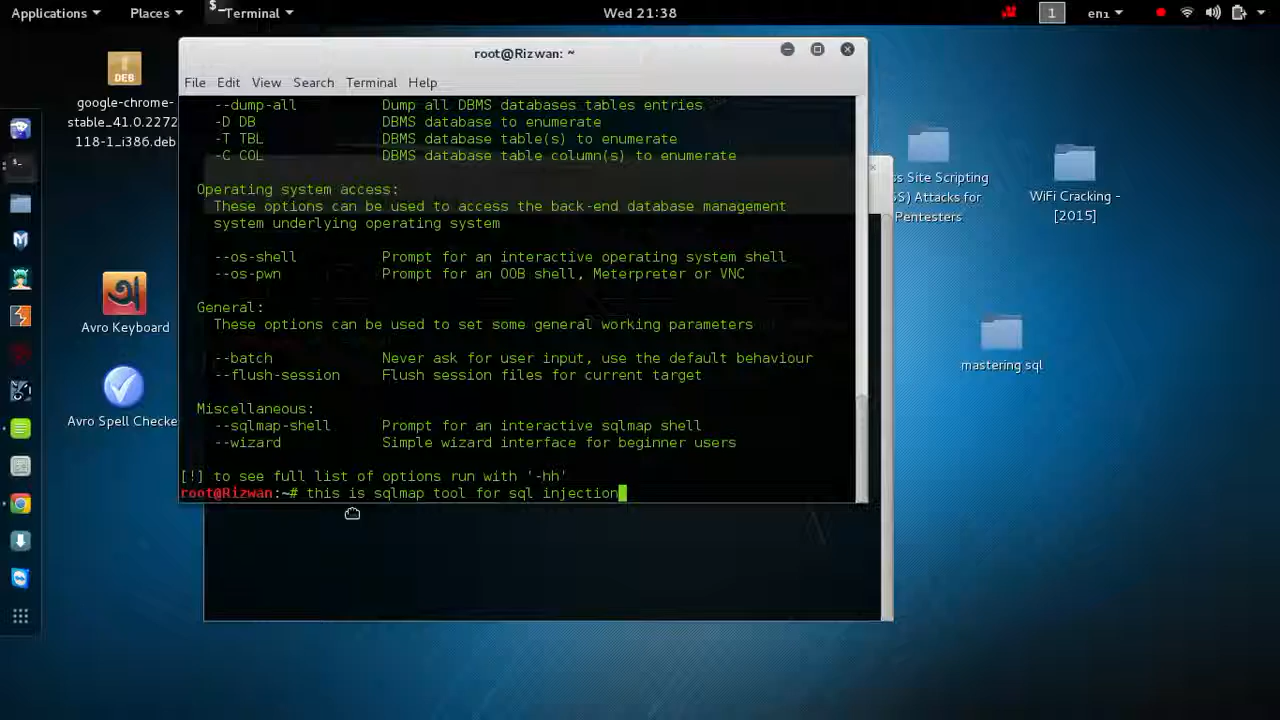 Applications
Places
Terminal
Wed 21:38
1
en1
root@Rizwan: ~
File Edit View Search Terminal Help
--dump-all Dump all DBMS databases tables entries
-D DB DBMS database to enumerate
-T TBL DBMS database table(s) to enumerate
-C COL DBMS database table column(s) to enumerate
Operating system access:
These options can be used to access the back-end database management
system underlying operating system
--os-shell Prompt for an interactive operating system shell
--os-pwn Prompt for an OOB shell, Meterpreter or VNC
General:
These options can be used to set some general working parameters
--batch Never ask for user input, use the default behaviour
--flush-session Flush session files for current target
Miscellaneous:
--sqlmap-shell Prompt for an interactive sqlmap shell
--wizard Simple wizard interface for beginner users
[!] to see full list of options run with '-hh'
root@Rizwan:~# this is sqlmap tool for sql injection
DEB
google-chrome-
stable_41.0.2272
118-1_i386.deb
অ
Avro Keyboard
Avro Spell Checke
ss Site Scripting
SS) Attacks for
Pentesters
WiFi Cracking -
[2015]
mastering sql